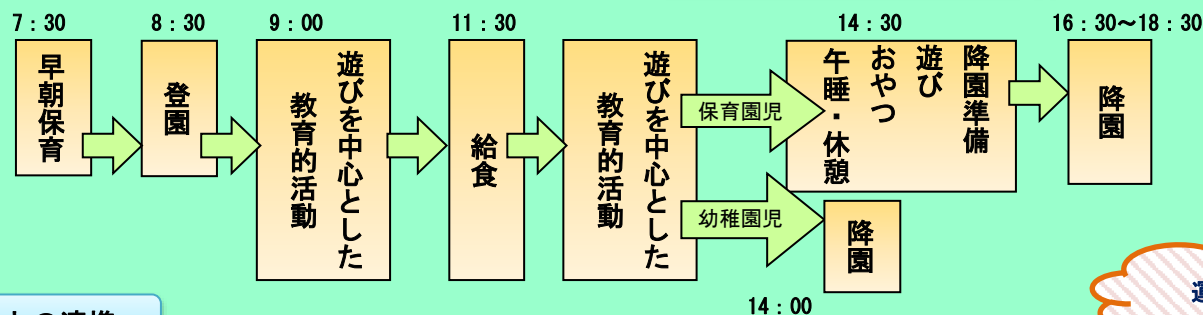 7：30
8：30
9：00
11：30
14：30
16：30～18：30
早朝保育
登園
遊びを中心とした
教育的活動
給食
遊びを中心とした
教育的活動
保育園児
幼稚園児
降園準備
遊び
おやつ
午睡・休憩
降園
降園
14：00
の連携